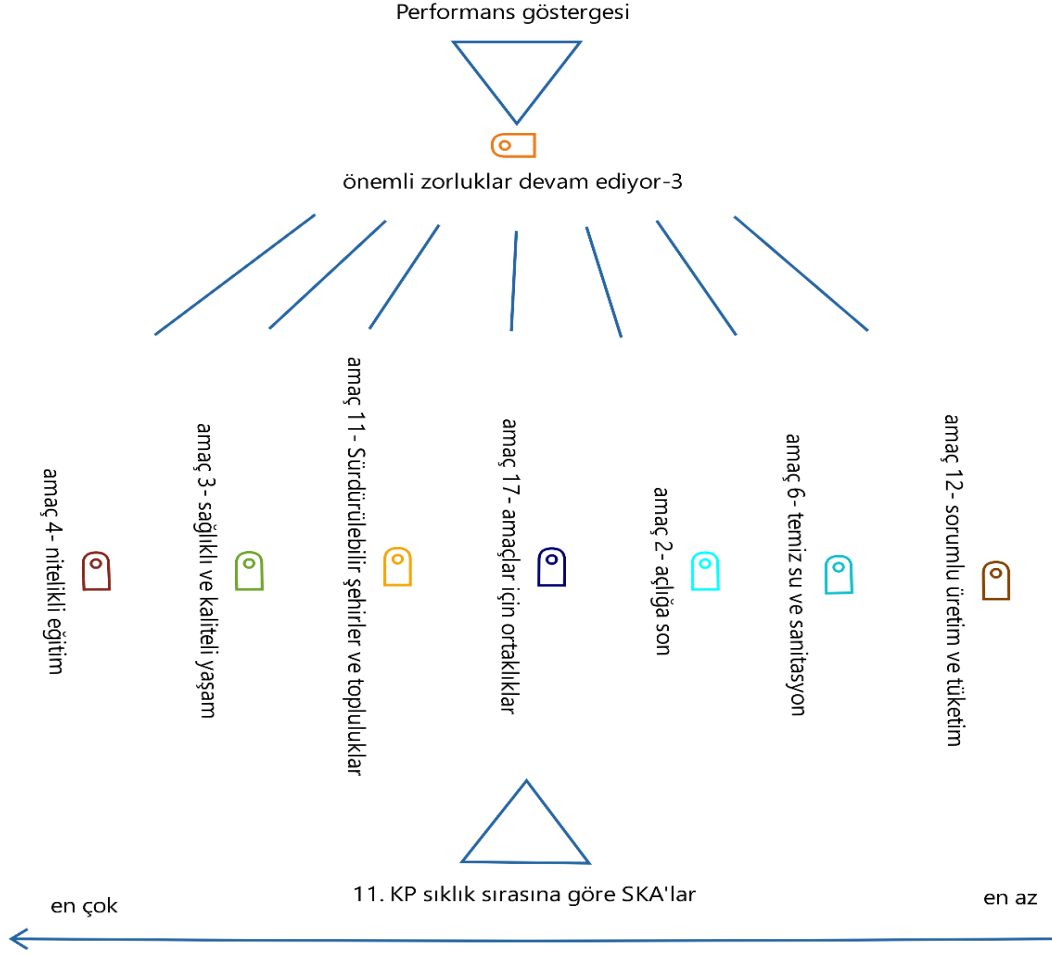 Performans göstergesi
önemli zorluklar devam ediyor-3
amaç 4- nitelikli eğitim
amaç 3- sağlıklı ve kaliteli yaşam
amaç 11- Sürdürülebilir şehirler ve topluluklar
amaç 17- amaçlar için ortaklıklar
amaç 2- açlığa son
amaç 6- temiz su ve sanitasyon
amaç 12- sorumlu üretim ve tüketim
11. KP sıklık sırasına göre SKA'lar
en çok
en az